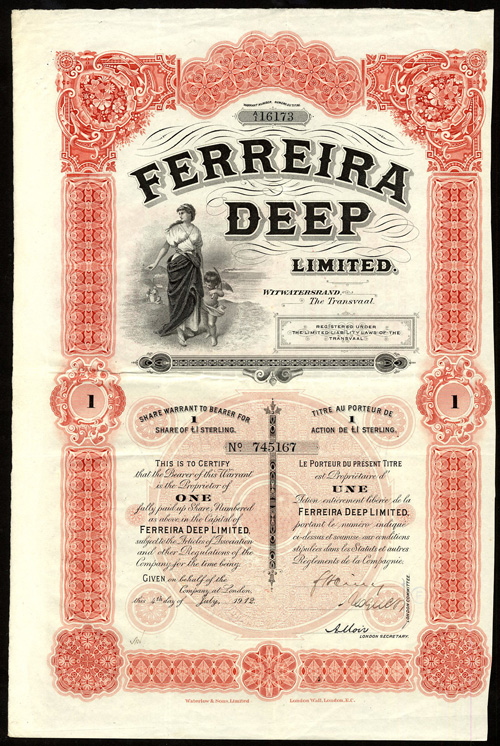 WARRANT NUMBER
A/1 16173
FERREIRA
DEEP
LIMITED.
WITWATERSRAND,
The Transvaal.
REGISTERED UNDER
THE LIMITED LIABILITY LAWS OF THE
TRANSVAAL
1
1
SHARE WARRANT TO BEARER FOR
1
SHARE OF £1 STERLING.
TITRE AU PORTEUR DE
1
ACTION DE £1 STERLING.
No 745167
THIS IS TO CERTIFY
that the Bearer of this Warrant
is the Proprietor of
ONE
fully paid up Share Numbered
as above, in the Capital of
FERREIRA DEEP LIMITED,
subject to the Articles of Association
and other Regulations of the
Company for the time being.
GIVEN on behalf of the
Company at London,
this 4th day of July, 1912.
LE PORTEUR DU PRÉSENT TITRE
est Propriétaire d'
UNE
Action entièrement libérée de la
FERREIRA DEEP LIMITED,
portant le numéro indiqué
ci-dessus et soumise aux conditions
stipulées dans les Statuts et autres
Règlements de la Compagnie.
LONDON COMMITTEE.
A Moir
LONDON SECRETARY.
Waterlow & Sons Limited
London Wall, London, E.C.